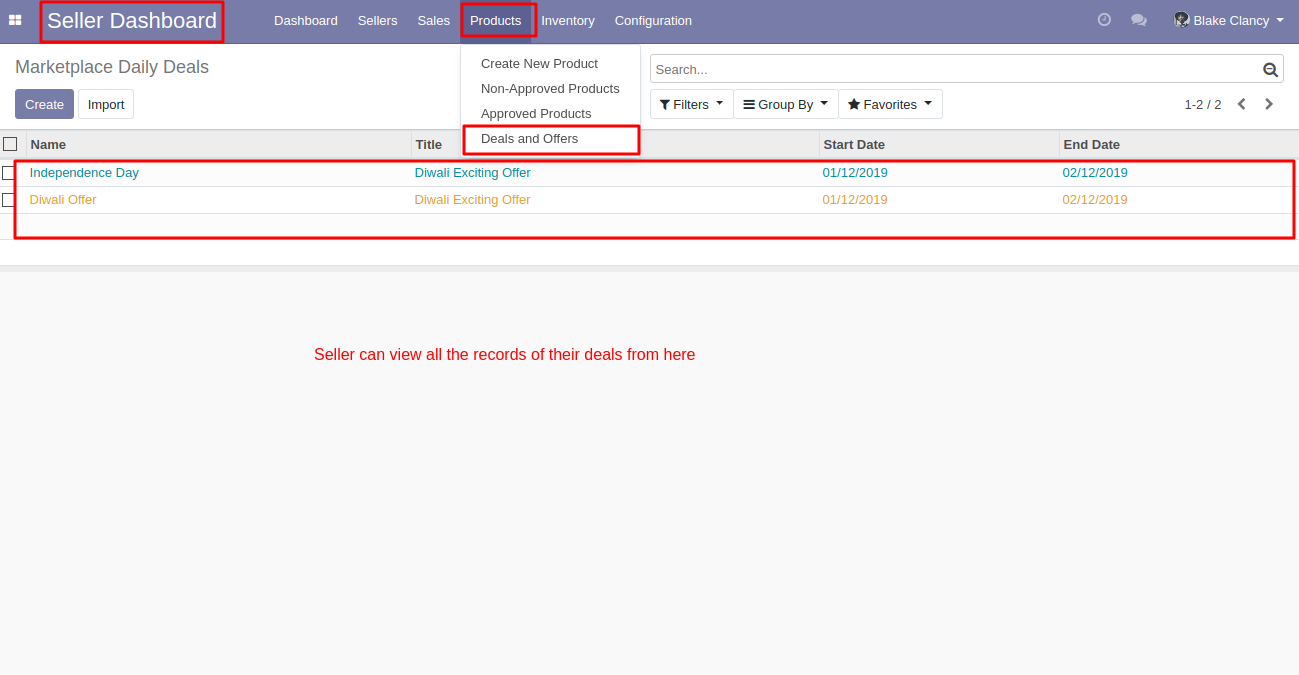 Seller Dashboard Dashboard Sellers Sales Products Inventory Configuration Blake Clancy
Marketplace Daily Deals
Create New Product
Non-Approved Products
Approved Products
Deals and Offers
Search...
Create Import
Filters Group By Favorites 1-2 / 2
Name Title Start Date End Date
Independence Day Diwali Exciting Offer 01/12/2019 02/12/2019
Diwali Offer Diwali Exciting Offer 01/12/2019 02/12/2019
Seller can view all the records of their deals from here